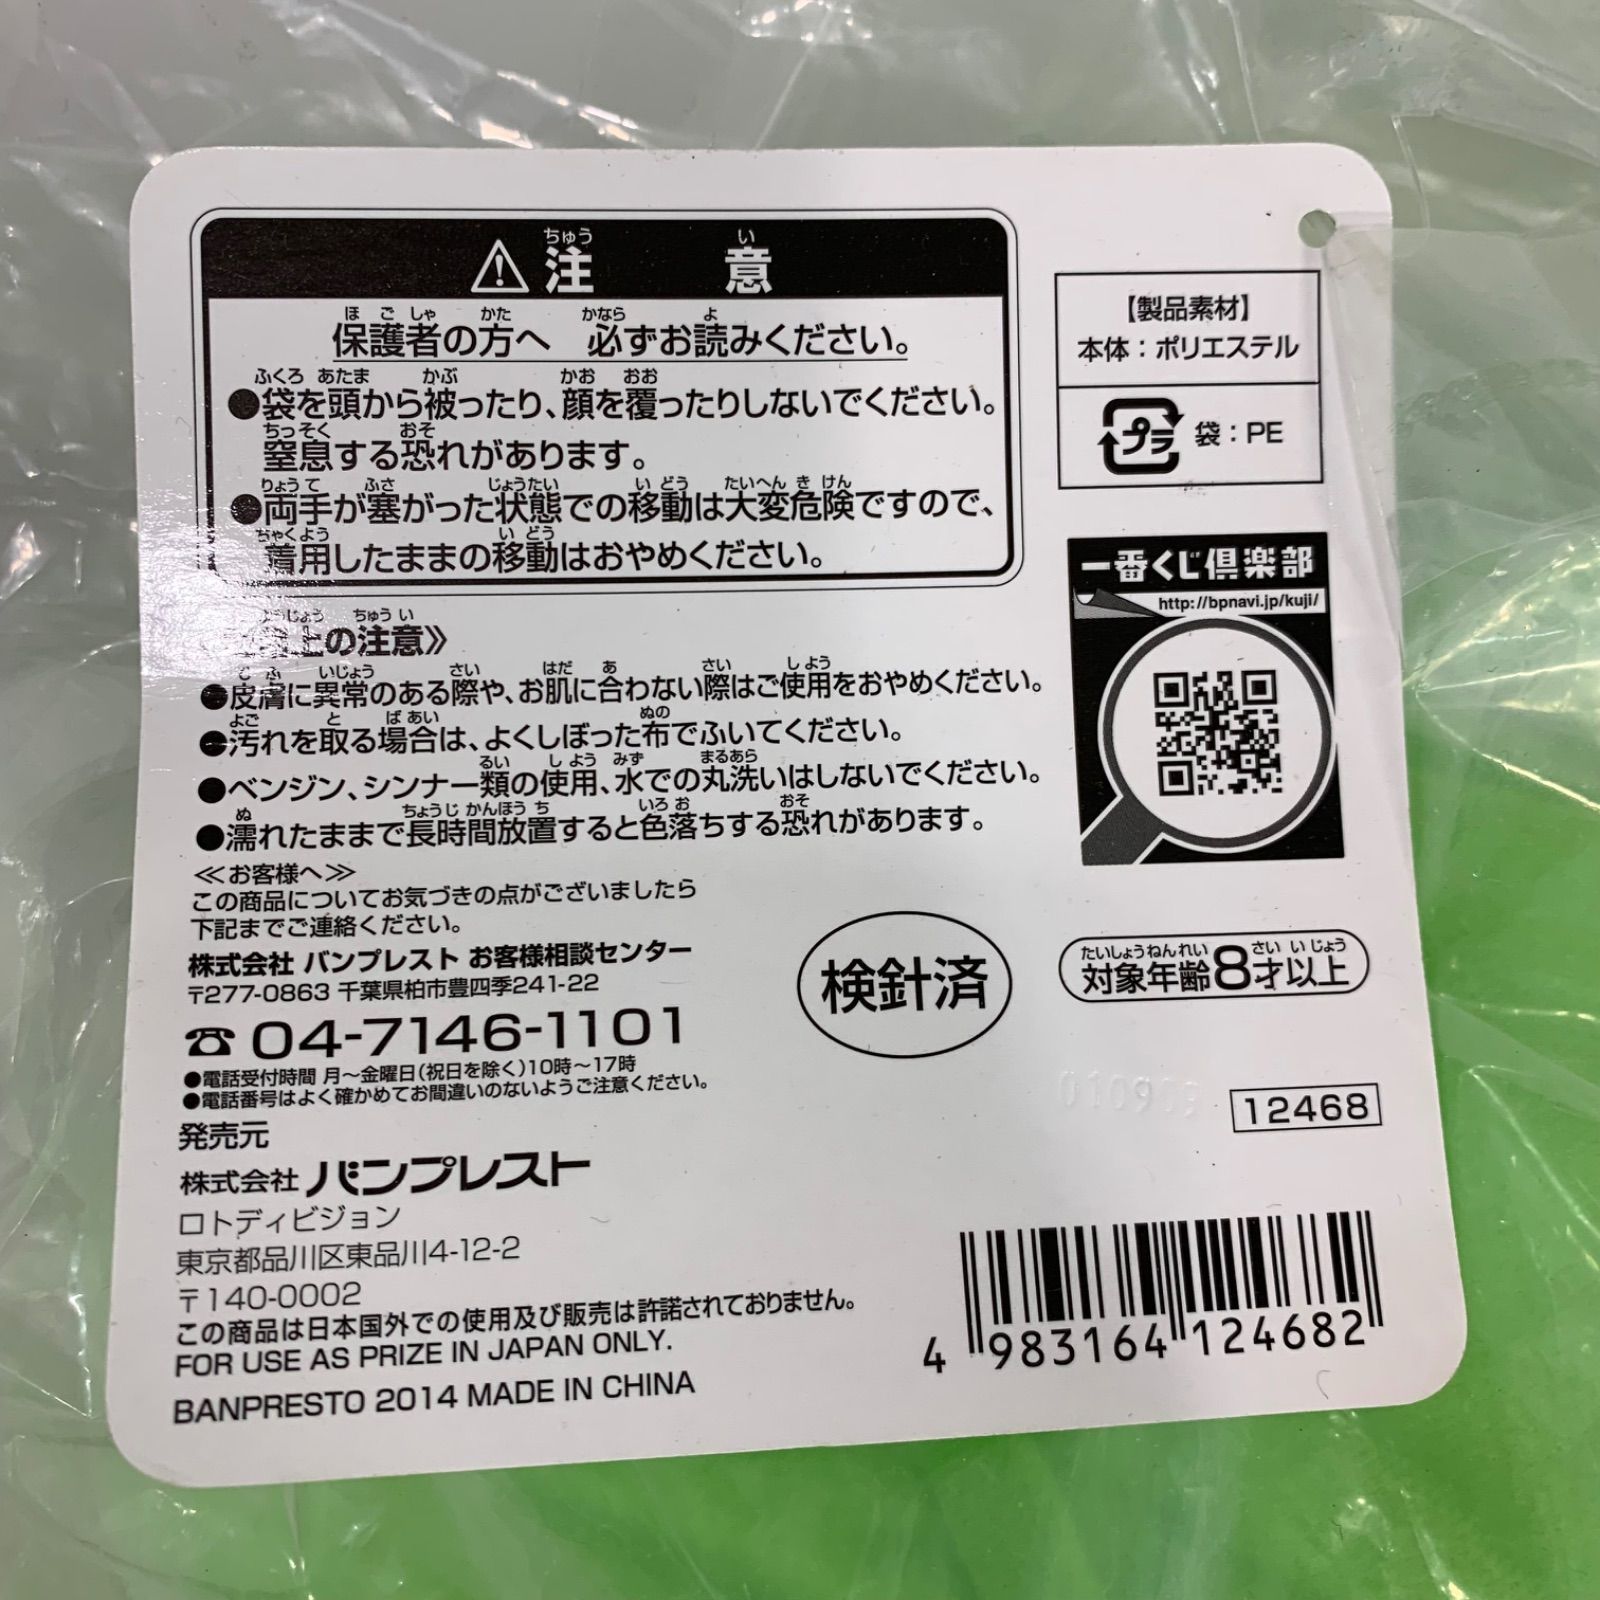 注意
保護者の方へ 必ずお読みください。
●袋を頭から被ったり、顔を覆ったりしないでください。
窒息する恐れがあります。
●両手が塞がった状態での移動は大変危険ですので、
着用したままの移動はおやめください。
上の注意》
●皮膚に異常のある際や、お肌に合わない際はご使用をおやめください。
●汚れを取る場合は、よくしぼった布でふいてください。
●ベンジン、シンナー類の使用、水での丸洗いはしないでください。
●濡れたままで長時間放置すると色落ちする恐れがあります。
≪お客様へ≫
この商品についてお気づきの点がございましたら
下記までご連絡ください。
株式会社 バンプレスト お客様相談センター
〒277-0863 千葉県柏市豊四季241-22
☎ 04-7146-1101
●電話受付時間 月～金曜日(祝日を除く)10時～17時
●電話番号はよく確かめてお間違いのないようご注意ください。
発売元
株式会社 バンプレスト
ロトディビジョン
東京都品川区東品川4-12-2
〒140-0002
この商品は日本国外での使用及び販売は許諾されておりません。
FOR USE AS PRIZE IN JAPAN ONLY.
BANPRESTO 2014 MADE IN CHINA
【製品素材】
本体：ポリエステル
プラ 袋：PE
一番くじ倶楽部
http://bpnavi.jp/kuji/
検針済
対象年齢8才以上
12468
4 983164 124682